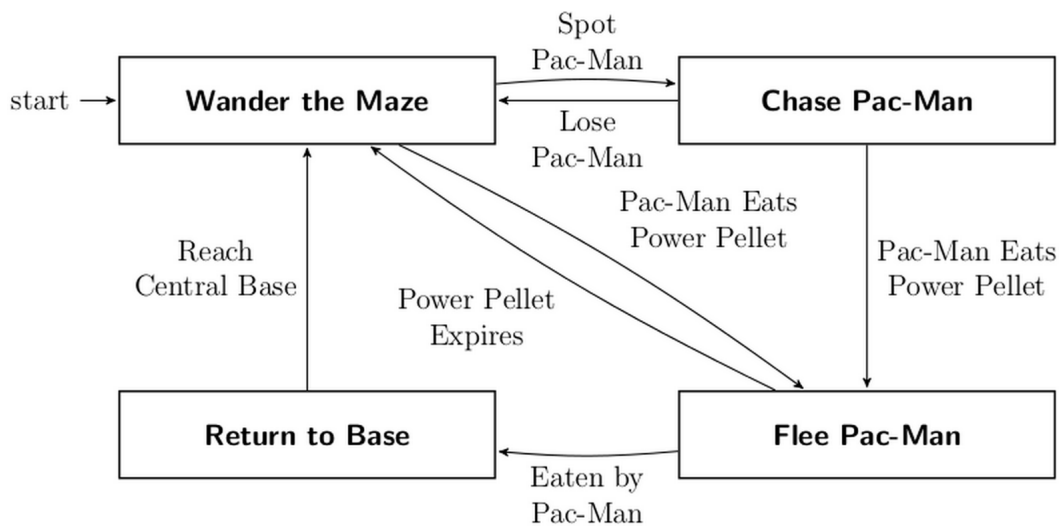 Spot
Pac-Man
start
Wander the Maze
Chase Pac-Man
Lose
Pac-Man
Pac-Man Eats
Power Pellet
Reach
Central Base
Pac-Man Eats
Power Pellet
Power Pellet
Expires
Return to Base
Flee Pac-Man
Eaten by
Pac-Man